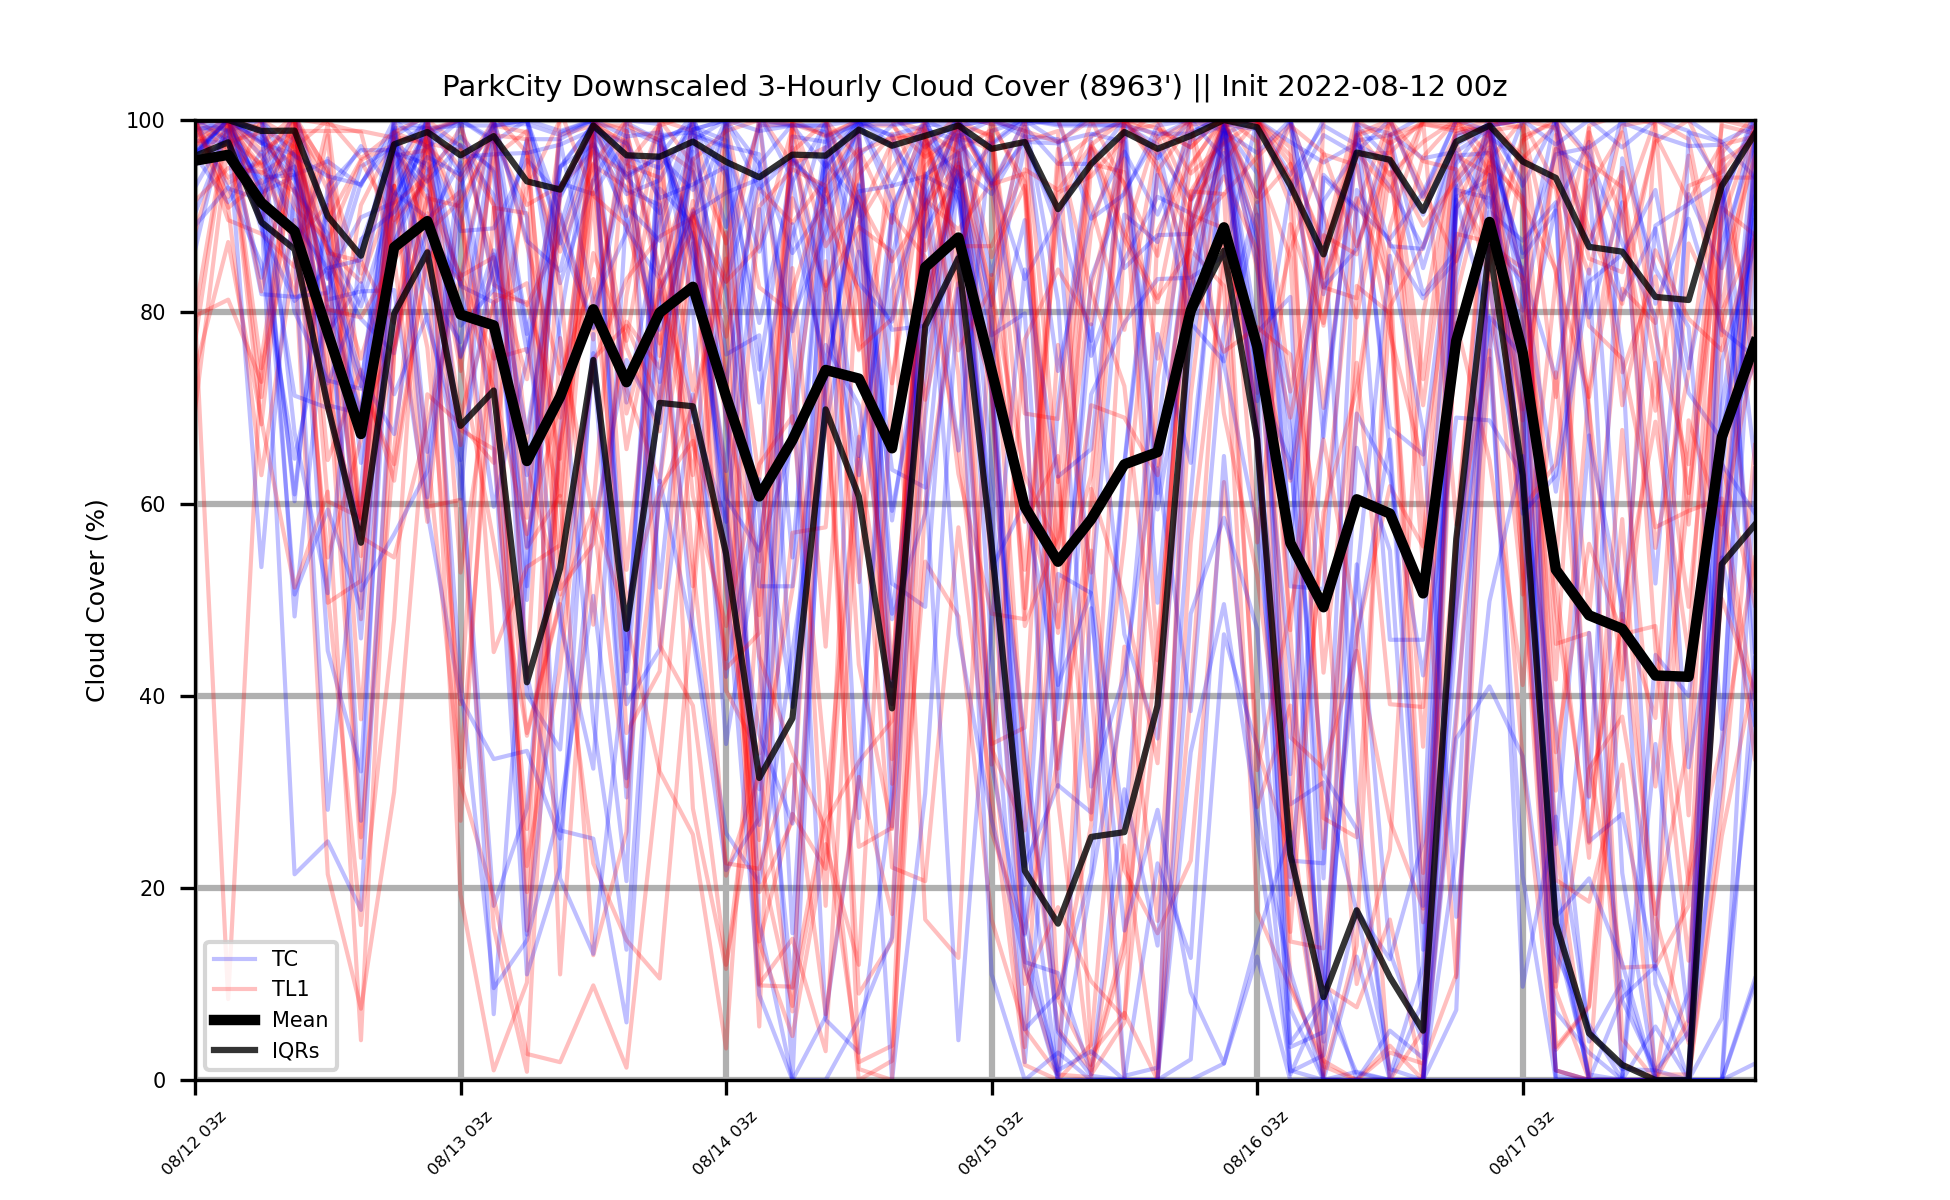 ParkCity Downscaled 3-Hourly Cloud Cover (8963') || Init 2022-08-12 00z
100
80
60
40
20
0
Cloud Cover (%)
TC
TL1
Mean
IQRs
08/12 03z
08/13 03z
08/14 03z
08/15 03z
08/16 03z
08/17 03z